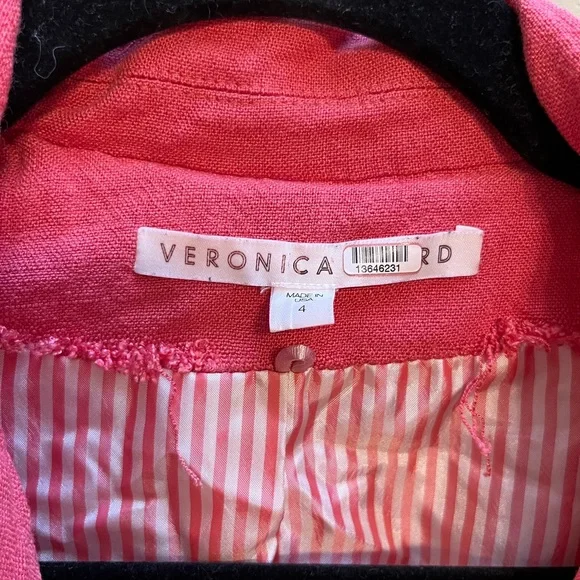 VERONICA RD
13646231
MADE IN
USA
4